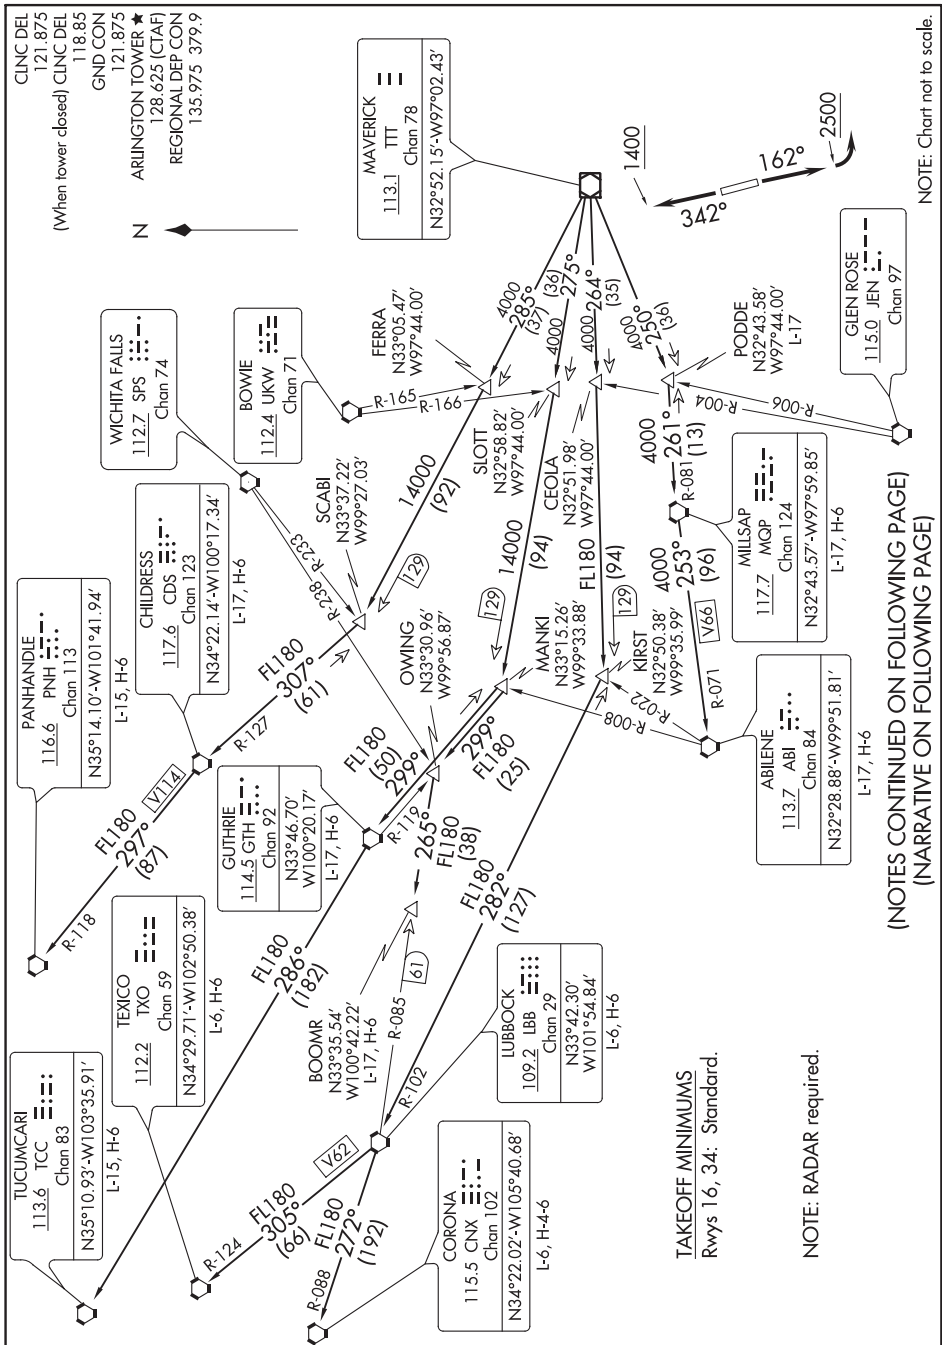 CLNC DEL
121.875
(When tower closed) CLNC DEL
118.85
GND CON
121.875
ARLINGTON TOWER ★
128.625 (CTAF)
REGIONAL DEP CON
135.975 379.9
N
MAVERICK
113.1 TTT
Chan 78
N32°52.15'-W97°02.43'
1400
342°
162°
2500
NOTE: Chart not to scale.
WICHITA FALLS
112.7 SPS
Chan 74
BOWIE
112.4 UKW
Chan 71
R-165
R-166
FERRA
N33°05.47'
W97°44.00'
4000
285°
(37)
4000
275°
(36)
4000
264°
(35)
4000
250°
(36)
PODDE
N32°43.58'
W97°44.00'
L-17
GLEN ROSE
115.0 JEN
Chan 97
R-004
R-006
SLOTT
N32°58.82'
W97°44.00'
CEOLA
N32°51.98'
W97°44.00'
4000
261°
(13)
R-081
MILLSAP
117.7 MQP
Chan 124
N32°43.57'-W97°59.85'
L-17, H-6
4000
253°
(96)
V66
R-071
14000
(92)
129
14000
(94)
129
FL180
(94)
129
SCABI
N33°37.22'
W99°27.03'
R-233
R-238
PANHANDLE
116.6 PNH
Chan 113
N35°14.10'-W101°41.94'
L-15, H-6
CHILDRESS
117.6 CDS
Chan 123
N34°22.14'-W100°17.34'
L-17, H-6
FL180
307°
(61)
R-127
V114
FL180
297°
(87)
R-118
OWING
N33°30.96'
W99°56.87'
MANKI
N33°15.26'
W99°33.88'
KIRST
N32°50.38'
W99°35.99'
R-022
R-008
ABILENE
113.7 ABI
Chan 84
N32°28.88'-W99°51.81'
L-17, H-6
FL180
(50)
299°
299°
FL180
(25)
GUTHRIE
114.5 GTH
Chan 92
N33°46.70'
W100°20.17'
L-17, H-6
R-119
265°
FL180
(38)
FL180
282°
(127)
FL180
286°
(182)
BOOMR
N33°35.54'
W100°42.22'
L-17, H-6
R-085
61
R-102
LUBBOCK
109.2 LBB
Chan 29
N33°42.30'
W101°54.84'
L-6, H-6
TEXICO
112.2 TXO
Chan 59
N34°29.71'-W102°50.38'
L-6, H-6
TUCUMCARI
113.6 TCC
Chan 83
N35°10.93'-W103°35.91'
L-15, H-6
V62
FL180
305°
(66)
R-124
FL180
272°
(192)
R-088
CORONA
115.5 CNX
Chan 102
N34°22.02'-W105°40.68'
L-6, H-4-6
TAKEOFF MINIMUMS
Rwys 16, 34: Standard.
NOTE: RADAR required.
(NOTES CONTINUED ON FOLLOWING PAGE)
(NARRATIVE ON FOLLOWING PAGE)